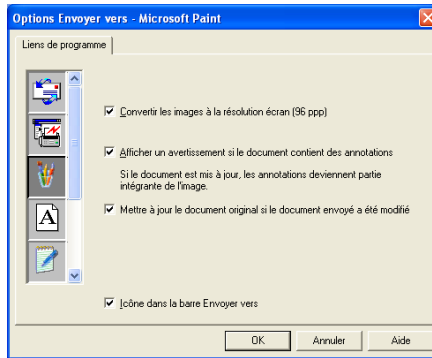 Options Envoyer vers - Microsoft Paint
Liens de programme
Convertir les images à la résolution écran (96 ppp)
Afficher un avertissement si le document contient des annotations
Si le document est mis à jour, les annotations deviennent partie
intégrante de l'image.
A
Mettre à jour le document original si le document envoyé a été modifié
Icône dans la barre Envoyer vers
OK Annuler Aide